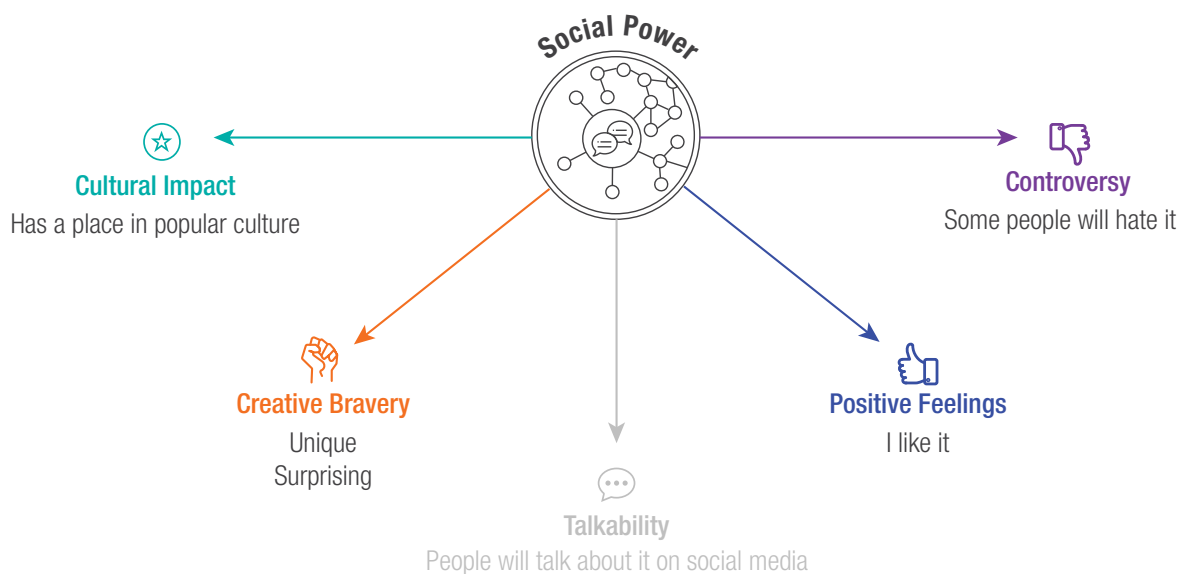 Social Power
Cultural Impact
Has a place in popular culture
Controversy
Some people will hate it
Creative Bravery
Unique
Surprising
Positive Feelings
I like it
Talkability
People will talk about it on social media